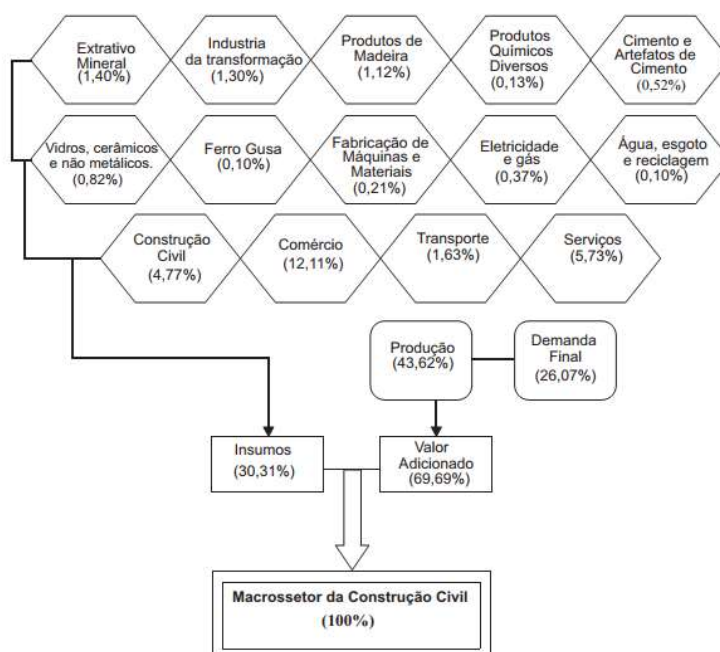 Extrativo
Mineral
(1,40%)
Industria
da transformação
(1,30%)
Produtos de
Madeira
(1,12%)
Produtos
Químicos
Diversos
(0,13%)
Cimento e
Artefatos de
Cimento
(0,52%)
Vidros, cerâmicos
e não metálicos.
(0,82%)
Ferro Gusa
(0,10%)
Fabricação de
Máquinas e
Materiais
(0,21%)
Eletricidade
e gás
(0,37%)
Água, esgoto
e reciclagem
(0,10%)
Construção
Civil
(4,77%)
Comércio
(12,11%)
Transporte
(1,63%)
Serviços
(5,73%)
Produção
(43,62%)
Demanda
Final
(26,07%)
Insumos
(30,31%)
Valor
Adicionado
(69,69%)
Macrossetor da Construção Civil
(100%)